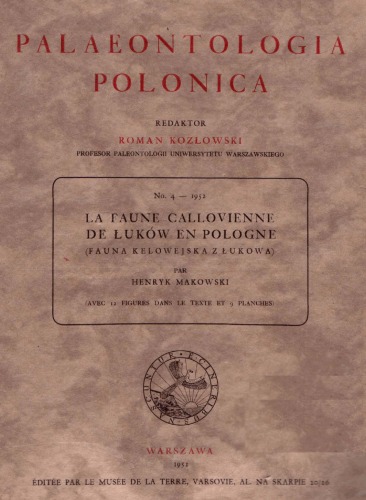 PALAEONTOLOGIA
POLONICA
REDAKTOR
ROMAN KOZŁOWSKI
PROFESOR PALEONTOLOGII UNIWERSYTETU WARSZAWSKIEGO
No. 4 — 1952
LA FAUNE CALLOVIENNE
DE ŁUKÓW EN POLOGNE
(FAUNA KELOWEJSKA Z ŁUKOWA)
PAR
HENRYK MAKOWSKI
(AVEC 12 FIGURES DANS LE TEXTE ET 9 PLANCHES)
WARSZAWA
1952
ÉDITÉE PAR LE MUSÉE DE LA TERRE, VARSOVIE, AL. NA SKARPIE 20/26